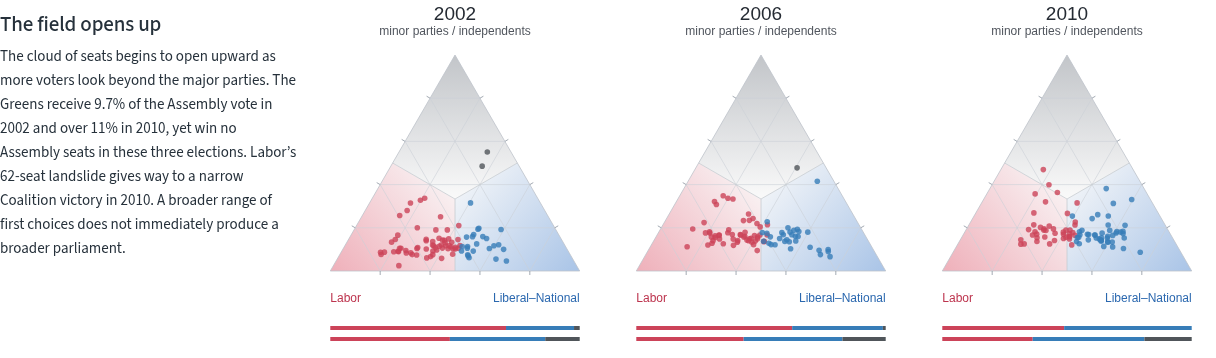 The field opens up
The cloud of seats begins to open upward as
more voters look beyond the major parties. The
Greens receive 9.7% of the Assembly vote in
2002 and over 11% in 2010, yet win no
Assembly seats in these three elections. Labor’s
62-seat landslide gives way to a narrow
Coalition victory in 2010. A broader range of
first choices does not immediately produce a
broader parliament.
2002
minor parties / independents
Labor
Liberal–National
2006
minor parties / independents
Labor
Liberal–National
2010
minor parties / independents
Labor
Liberal–National